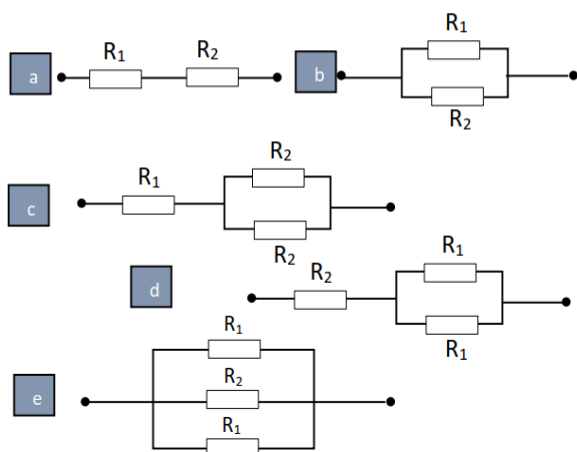 a R₁ R₂
b R₁
R₂
c R₁ R₂
R₂
d R₂ R₁
R₁
e R₁
R₂
R₁